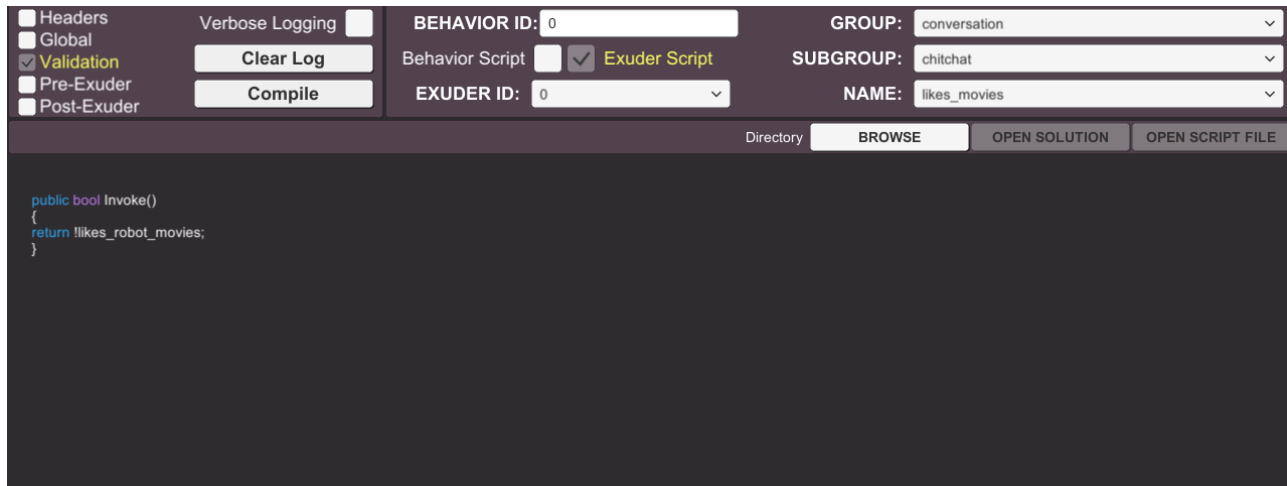 Headers
Global
Validation
Pre-Exuder
Post-Exuder
Verbose Logging
Clear Log
Compile
BEHAVIOR ID: 0
Behavior Script Exuder Script
EXUDER ID: 0
GROUP: conversation
SUBGROUP: chitchat
NAME: likes_movies
Directory BROWSE OPEN SOLUTION OPEN SCRIPT FILE
public bool Invoke()
{
return !likes_robot_movies;
}